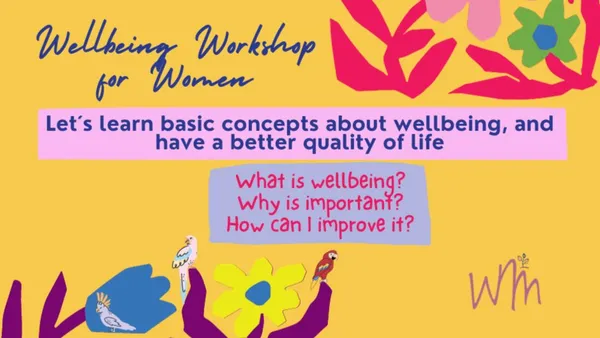 Wellbeing Workshop
for Women
Let´s learn basic concepts about wellbeing, and
have a better quality of life
What is wellbeing?
Why is important?
How can I improve it?
WM